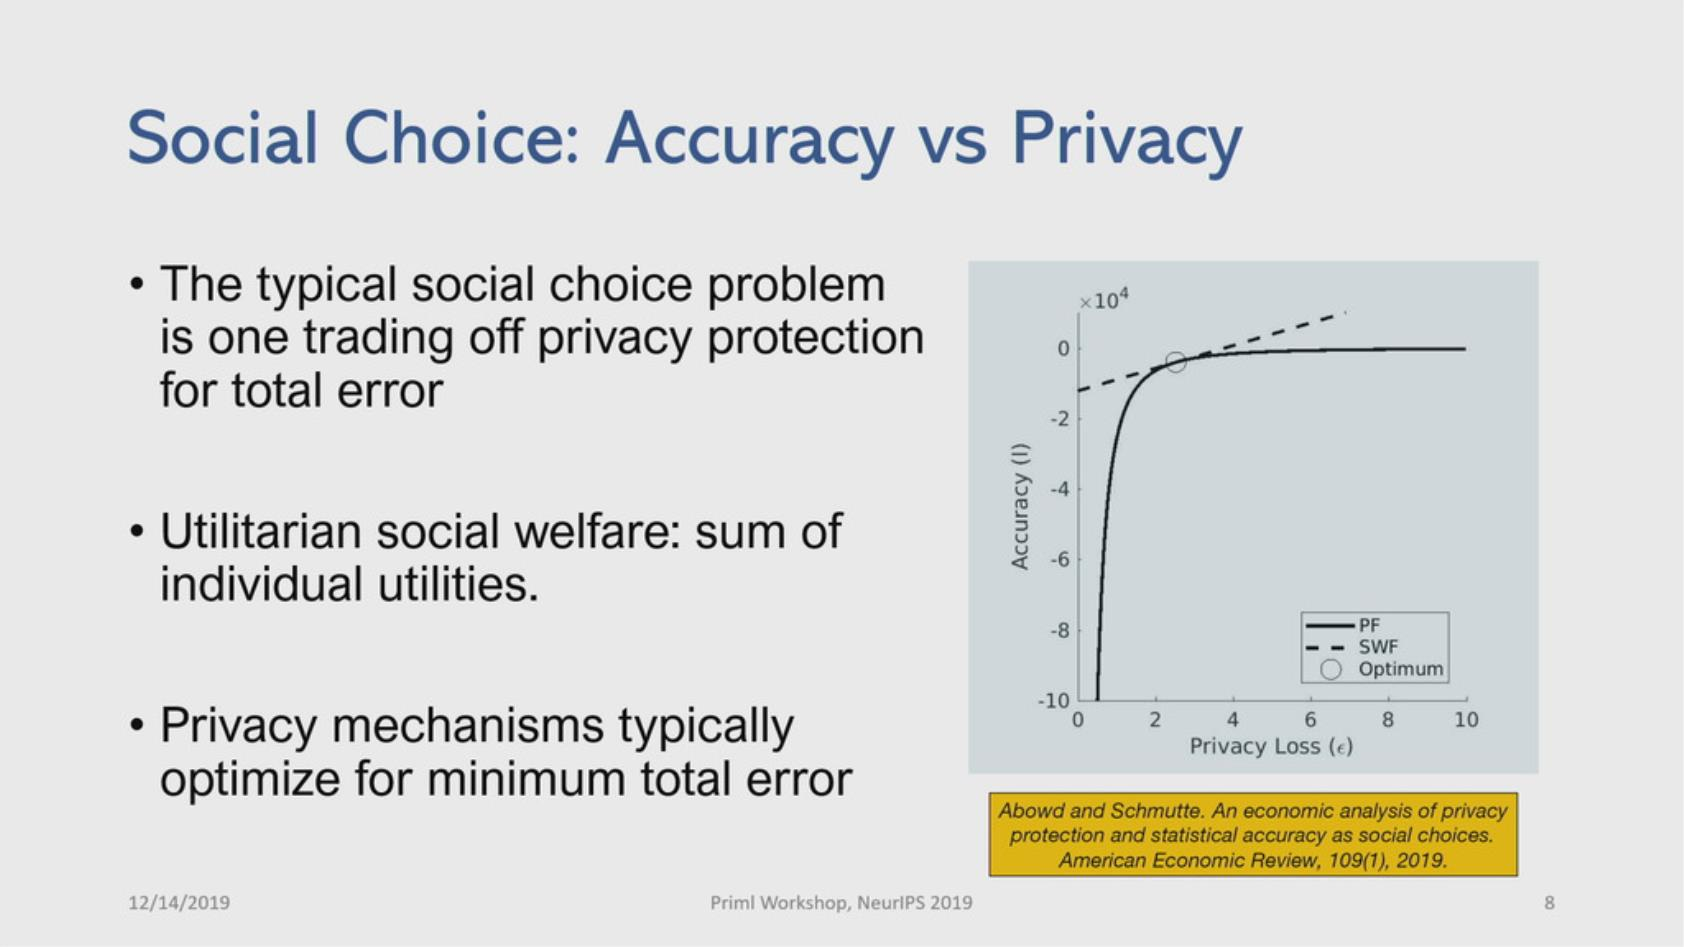 Social Choice: Accuracy vs Privacy
• The typical social choice problem
is one trading off privacy protection
for total error
• Utilitarian social welfare: sum of
individual utilities.
• Privacy mechanisms typically
optimize for minimum total error
×10⁴
0
-2
-4
-6
-8
-10
Accuracy (I)
0 2 4 6 8 10
Privacy Loss (ϵ)
PF
SWF
Optimum
Abowd and Schmutte. An economic analysis of privacy
protection and statistical accuracy as social choices.
American Economic Review, 109(1), 2019.
12/14/2019
Priml Workshop, NeurIPS 2019
8